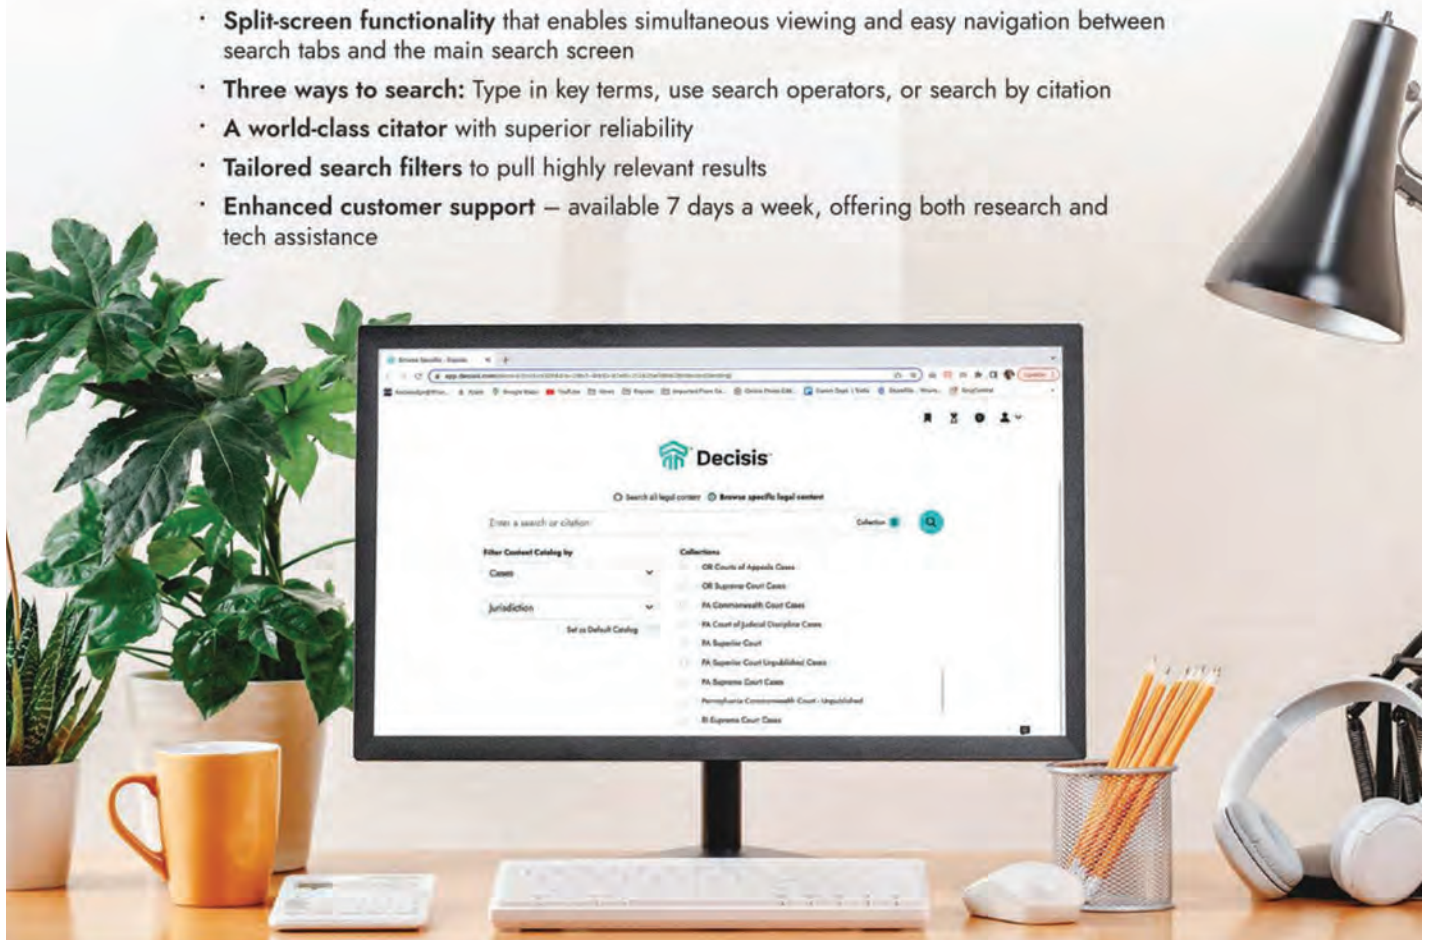 · Split-screen functionality that enables simultaneous viewing and easy navigation between
search tabs and the main search screen
· Three ways to search: Type in key terms, use search operators, or search by citation
· A world-class citator with superior reliability
· Tailored search filters to pull highly relevant results
· Enhanced customer support – available 7 days a week, offering both research and
tech assistance
Google Maps YouTube News
Decisis
Search all legal content Browse specific legal content
Enter a search or citation Collection
Filter Content Catalog by
Cases
Jurisdiction
Set as Default Catalog
Collections
OR Courts of Appeals Cases
OR Supreme Court Cases
PA Commonwealth Court Cases
PA Court of Judicial Discipline Cases
PA Superior Court
PA Superior Court Unpublished Cases
PA Supreme Court Cases
Pennsylvania Commonwealth Court - Unpublished
RI Supreme Court Cases